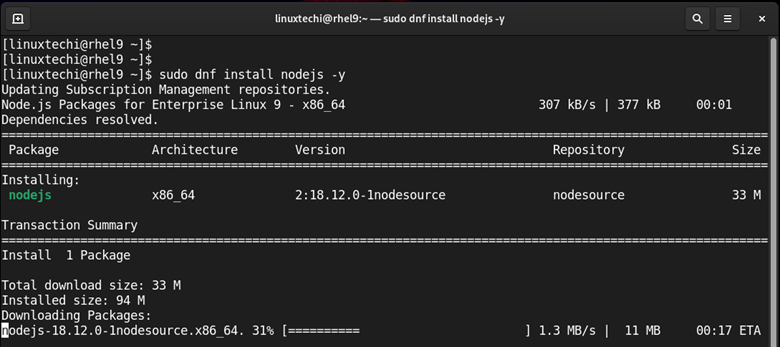 linuxtechi@rhel9:~ — sudo dnf install nodejs -y
[linuxtechi@rhel9 ~]$
[linuxtechi@rhel9 ~]$
[linuxtechi@rhel9 ~]$ sudo dnf install nodejs -y
Updating Subscription Management repositories.
Node.js Packages for Enterprise Linux 9 - x86_64 307 kB/s | 377 kB 00:01
Dependencies resolved.
================================================================================
Package Architecture Version Repository Size
================================================================================
Installing:
nodejs x86_64 2:18.12.0-1nodesource nodesource 33 M
Transaction Summary
================================================================================
Install 1 Package
Total download size: 33 M
Installed size: 94 M
Downloading Packages:
nodejs-18.12.0-1nodesource.x86_64. 31% [========== ] 1.3 MB/s | 11 MB 00:17 ETA